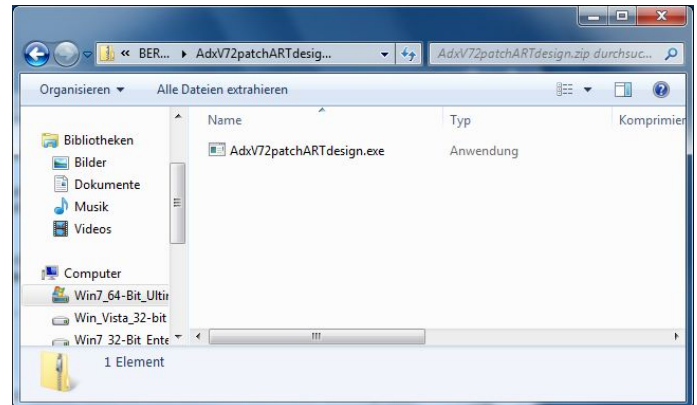 « BER... ▸ AdxV72patchARTdesig...
AdxV72patchARTdesign.zip durchsuc...
Organisieren ▾ Alle Dateien extrahieren
Name Typ Komprimier
Bibliotheken
Bilder
Dokumente
Musik
Videos
AdxV72patchARTdesign.exe Anwendung
Computer
Win7_64-Bit_Ultin
Win_Vista_32-bit
Win7 32-Bit Ente
1 Element